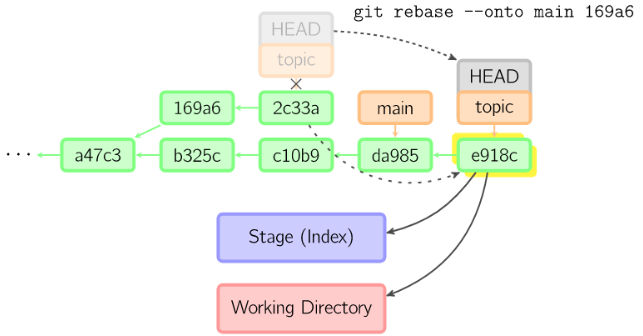 git rebase --onto main 169a6
HEAD
topic
HEAD
topic
169a6
2c33a
main
...
a47c3
b325c
c10b9
da985
e918c
Stage (Index)
Working Directory